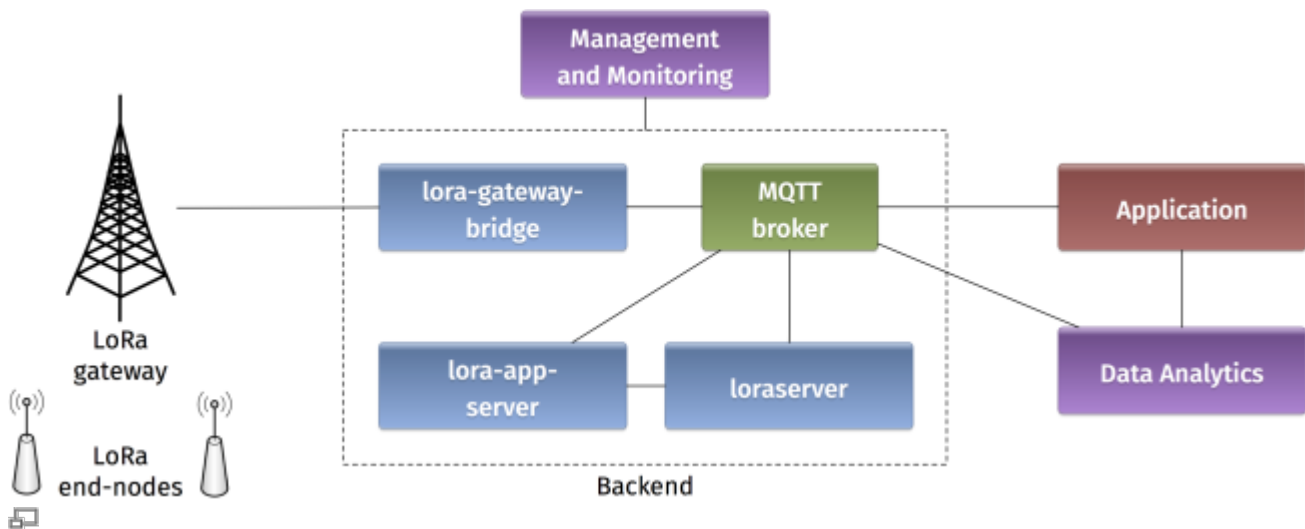 Management
and Monitoring
lora-gateway-
bridge
MQTT
broker
Application
LoRa
gateway
lora-app-
server
loraserver
Data Analytics
LoRa
end-nodes
Backend